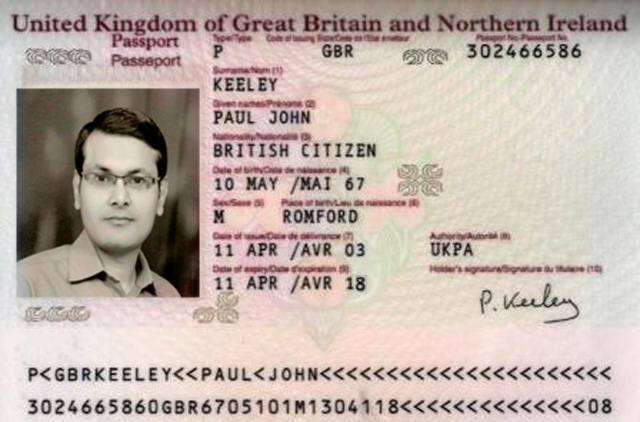 United Kingdom of Great Britain and Northern Ireland
Passport
Passeport
Type/Type Code of Issuing State/Code de l'Etat émetteur Passport No./Passeport No.
P GBR 302466586
Surname/Nom (1)
KEELEY
Given names/Prénoms (2)
PAUL JOHN
Nationality/Nationalité (3)
BRITISH CITIZEN
Date of birth/Date de naissance (4)
10 MAY /MAI 67
Sex/Sexe (5) Place of birth/Lieu de naissance (6)
M ROMFORD
Date of issue/Date de délivrance (7) Authority/Autorité (8)
11 APR /AVR 03 UKPA
Date of expiry/Date d'expiration (9) Holder's signature/Signature du titulaire (10)
11 APR /AVR 18
P. Keeley
P<GBRKEELEY<<PAUL<JOHN<<<<<<<<<<<<<<<<<<<<<<
3024665860GBR6705101M1304118<<<<<<<<<<<<<<08